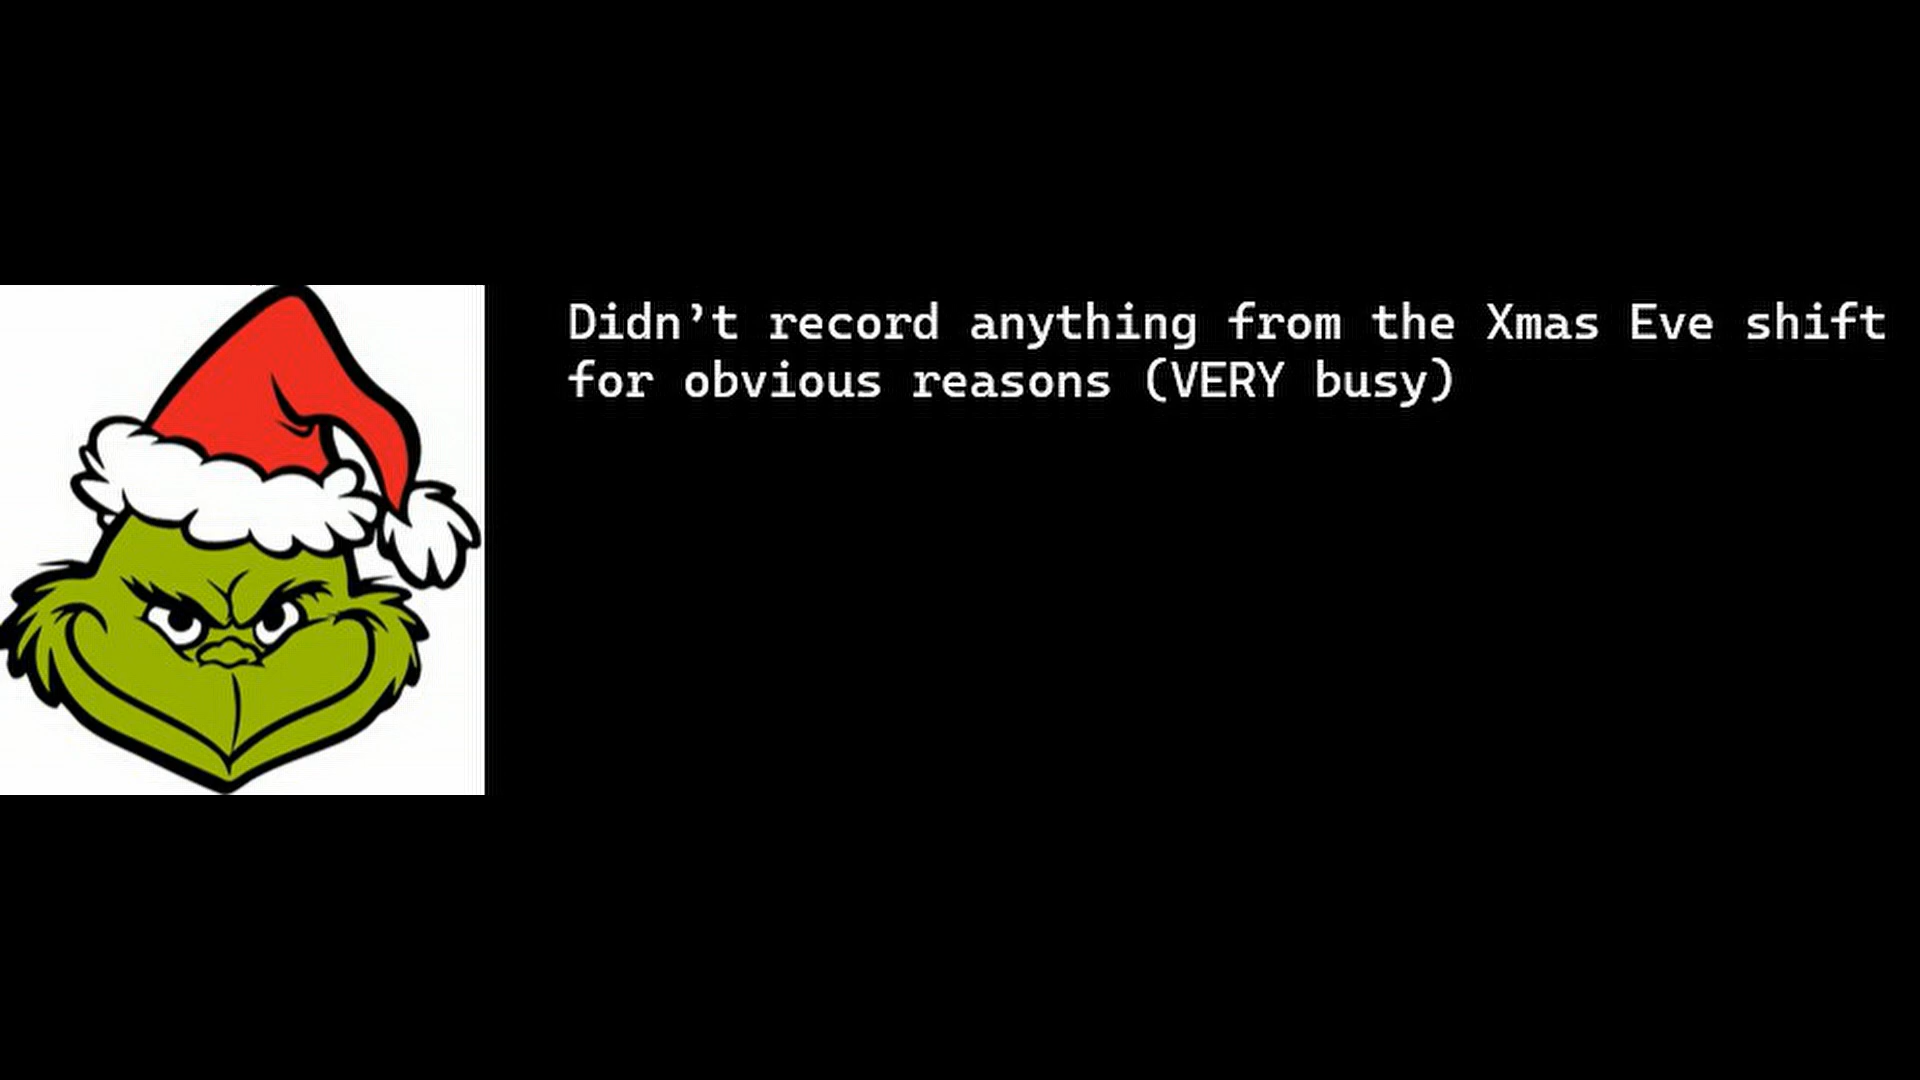 Didn’t record anything from the Xmas Eve shift
for obvious reasons (VERY busy)